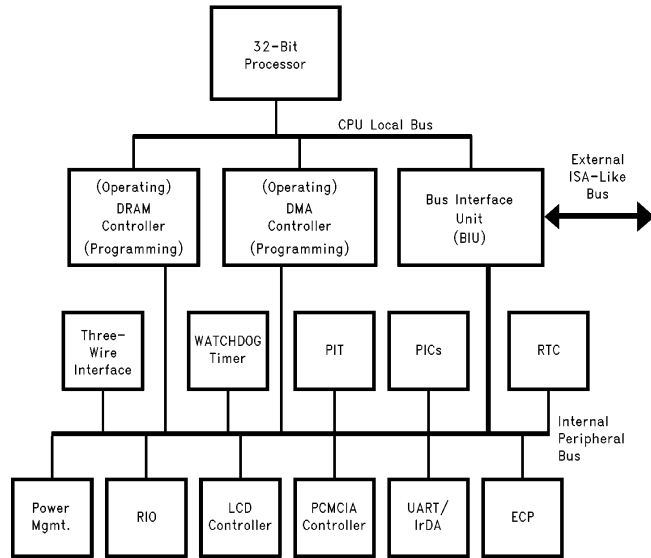 32-Bit
Processor
CPU Local Bus
(Operating)
DRAM
Controller
(Programming)
(Operating)
DMA
Controller
(Programming)
Bus Interface
Unit
(BIU)
External
ISA-Like
Bus
Three-
Wire
Interface
WATCHDOG
Timer
PIT
PICs
RTC
Internal
Peripheral
Bus
Power
Mgmt.
RIO
LCD
Controller
PCMCIA
Controller
UART/
IrDA
ECP